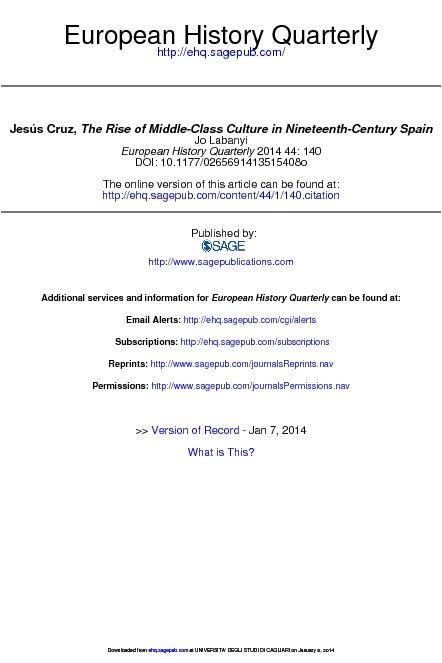 European History Quarterly
http://ehq.sagepub.com/
Jesús Cruz, The Rise of Middle-Class Culture in Nineteenth-Century Spain
Jo Labanyi
European History Quarterly 2014 44: 140
DOI: 10.1177/0265691413515408o
The online version of this article can be found at:
http://ehq.sagepub.com/content/44/1/140.citation
Published by:
SAGE
http://www.sagepublications.com
Additional services and information for European History Quarterly can be found at:
Email Alerts: http://ehq.sagepub.com/cgi/alerts
Subscriptions: http://ehq.sagepub.com/subscriptions
Reprints: http://www.sagepub.com/journalsReprints.nav
Permissions: http://www.sagepub.com/journalsPermissions.nav
>> Version of Record - Jan 7, 2014
What is This?
Downloaded from ehq.sagepub.com at UNIVERSITA' DEGLI STUDI DI CAGLIARI on January 8, 2014